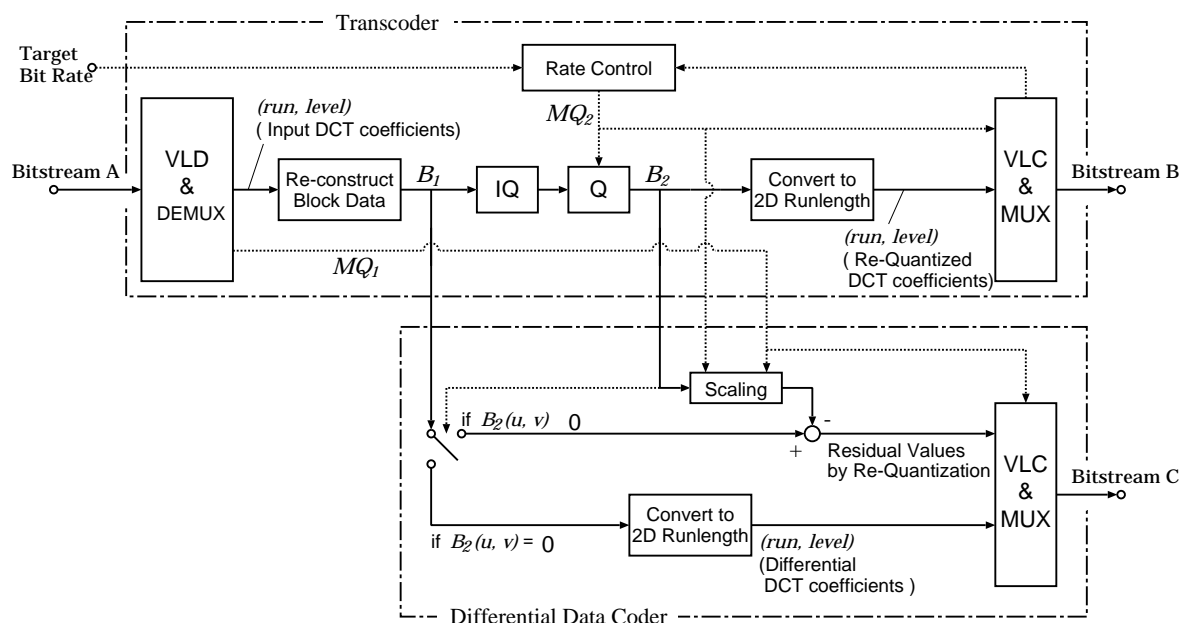 Transcoder
Target
Bit Rate
Rate Control
(run, level)
( Input DCT coefficients)
MQ2
Bitstream A
VLD
&
DEMUX
Re-construct
Block Data
B1
IQ
Q
B2
Convert to
2D Runlength
VLC
&
MUX
Bitstream B
MQ1
(run, level)
( Re-Quantized
DCT coefficients)
Scaling
if B2(u, v) 0
-
+
Residual Values
by Re-Quantization
VLC
&
MUX
Bitstream C
Convert to
2D Runlength
if B2(u, v) = 0
(run, level)
(Differential
DCT coefficients )
Differential Data Coder